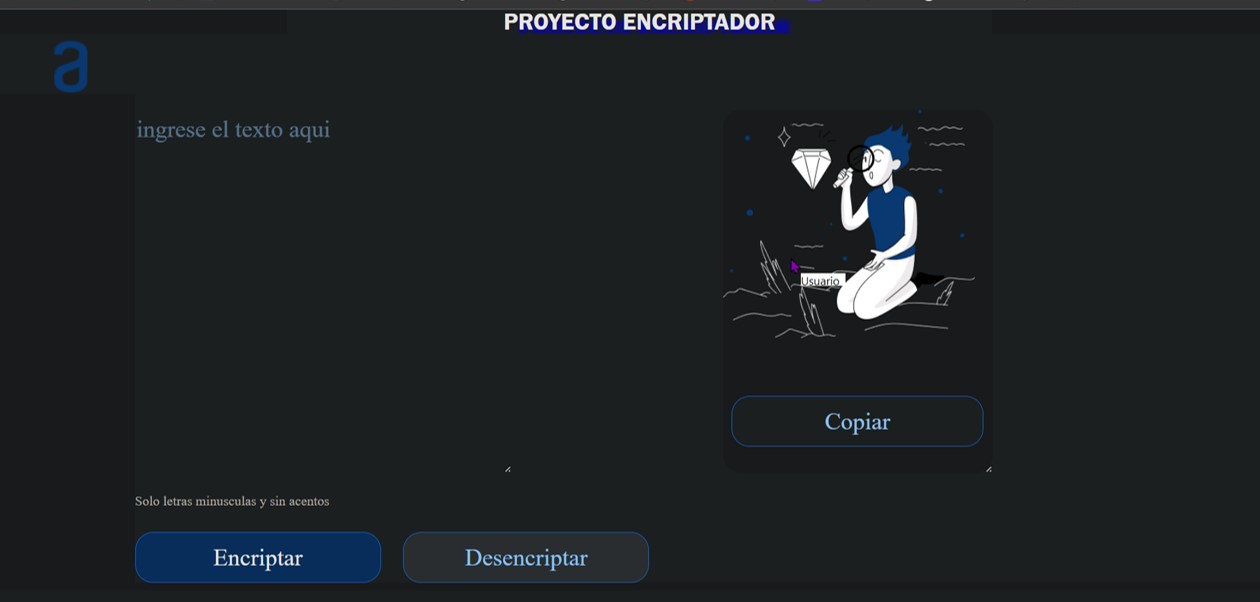 PROYECTO ENCRIPTADOR
a
ingrese el texto aqui
Usuario
Copiar
Solo letras minusculas y sin acentos
Encriptar
Desencriptar